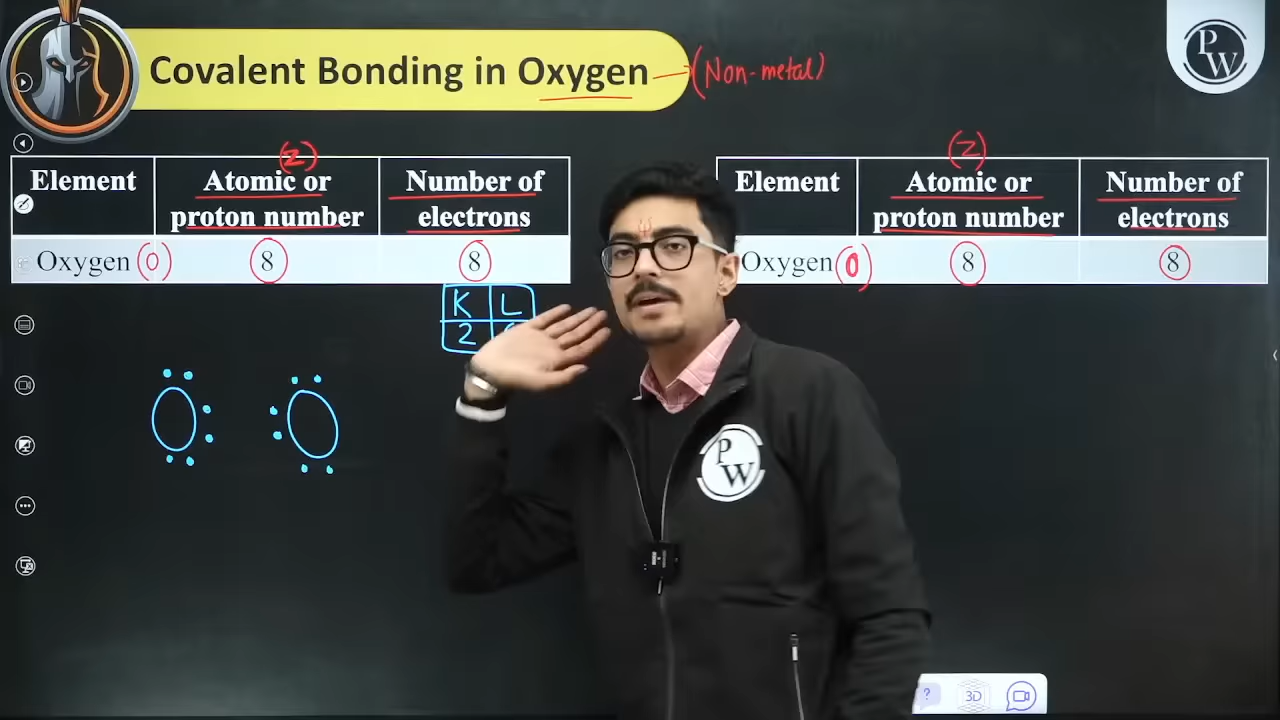 Covalent Bonding in Oxygen (Non-metal)
PW
(Z)
Element Atomic or proton number Number of electrons
Oxygen (O) 8 8
K L
2
(Z)
Element Atomic or proton number Number of electrons
Oxygen (O) 8 8
O O
PW
? 3D